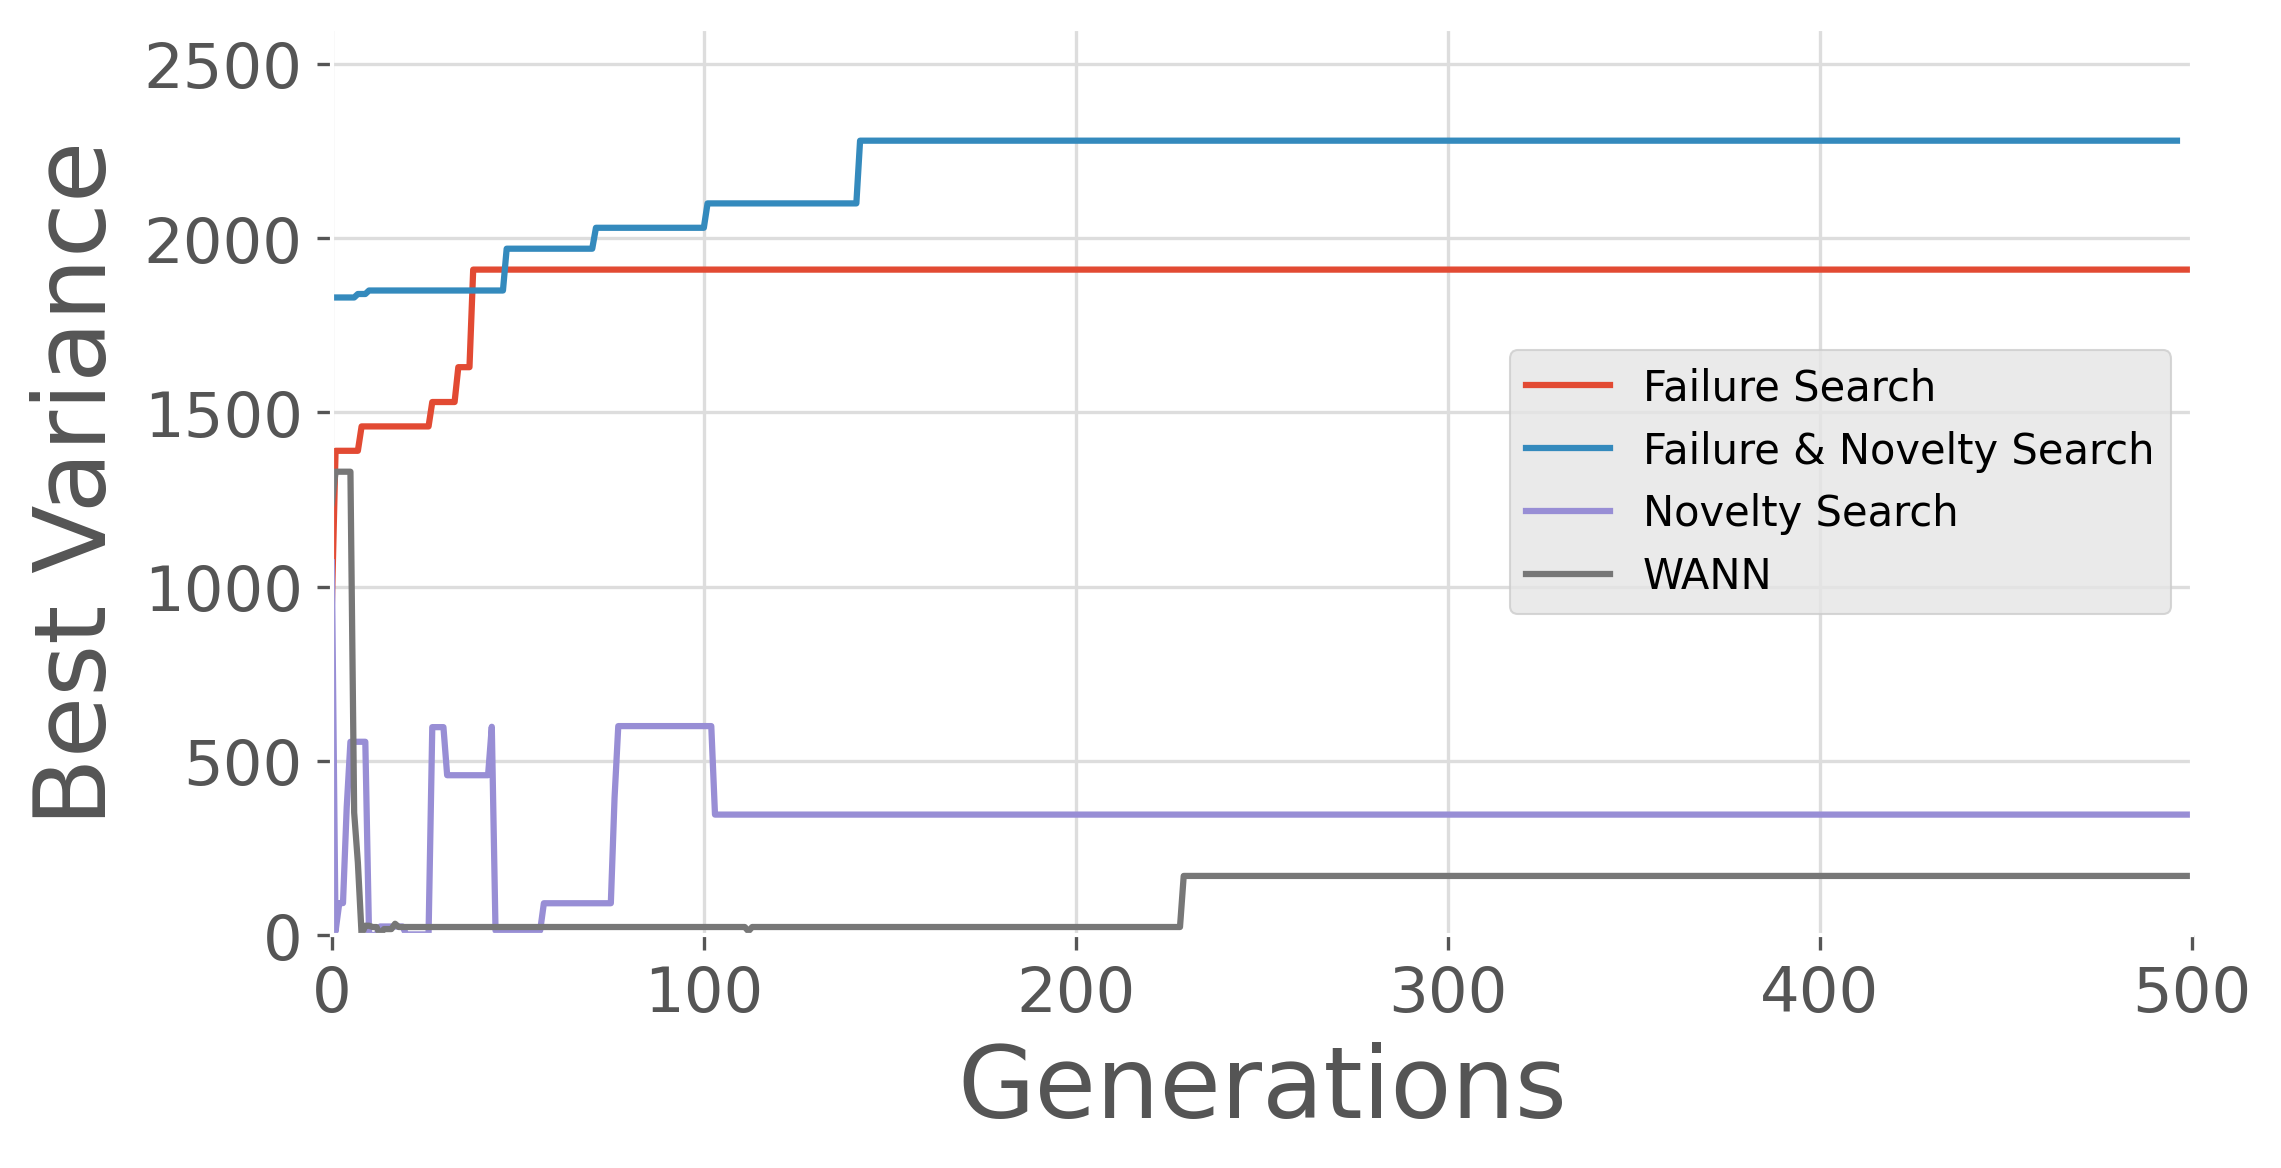 Best Variance
2500
2000
1500
1000
500
0
Failure Search
Failure & Novelty Search
Novelty Search
WANN
0 100 200 300 400 500
Generations